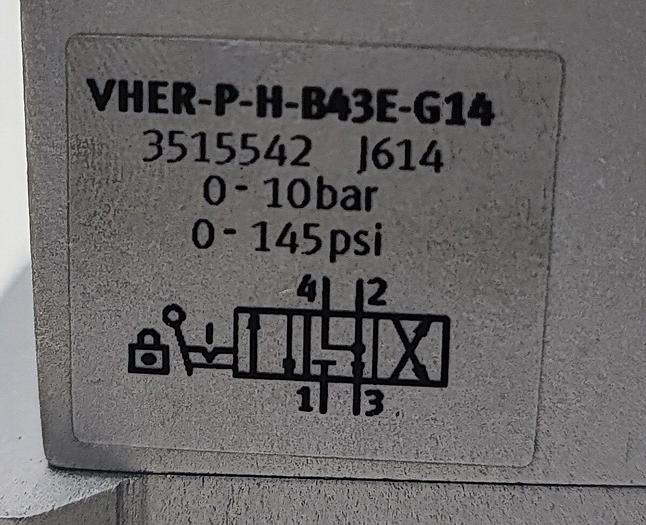 VHER-P-H-B43E-G14
3515542 J614
0-10bar
0-145psi
4 2
1 3